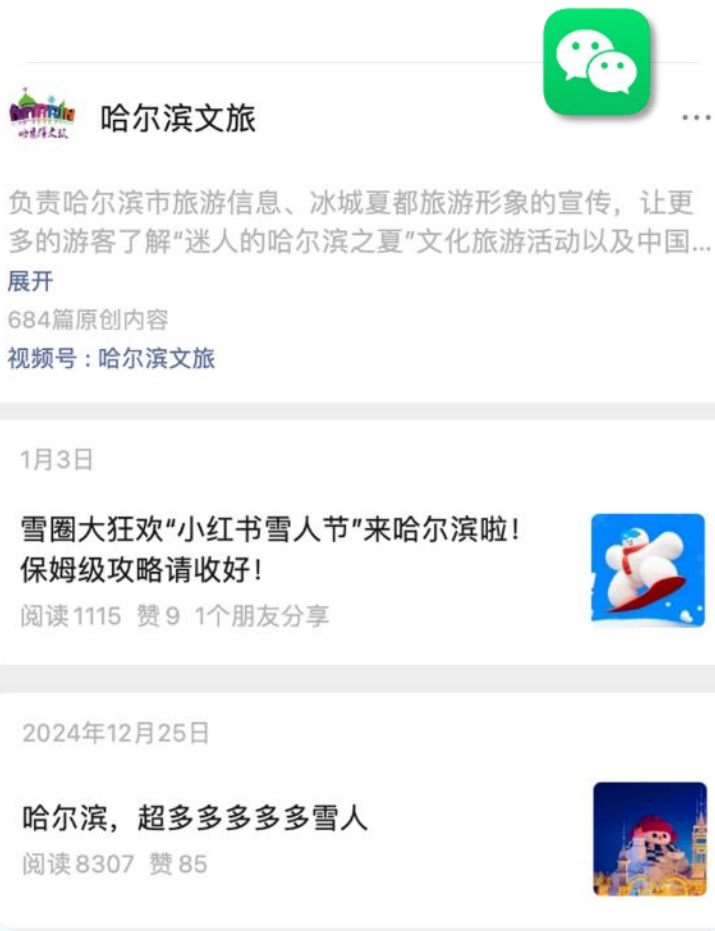 哈尔滨文旅
负责哈尔滨市旅游信息、冰城夏都旅游形象的宣传，让更
多的游客了解“迷人的哈尔滨之夏”文化旅游活动以及中国...
展开
684篇原创内容
视频号：哈尔滨文旅
1月3日
雪圈大狂欢“小红书雪人节”来哈尔滨啦！
保姆级攻略请收好！
阅读1115 赞9 1个朋友分享
2024年12月25日
哈尔滨，超多多多多多雪人
阅读8307 赞85